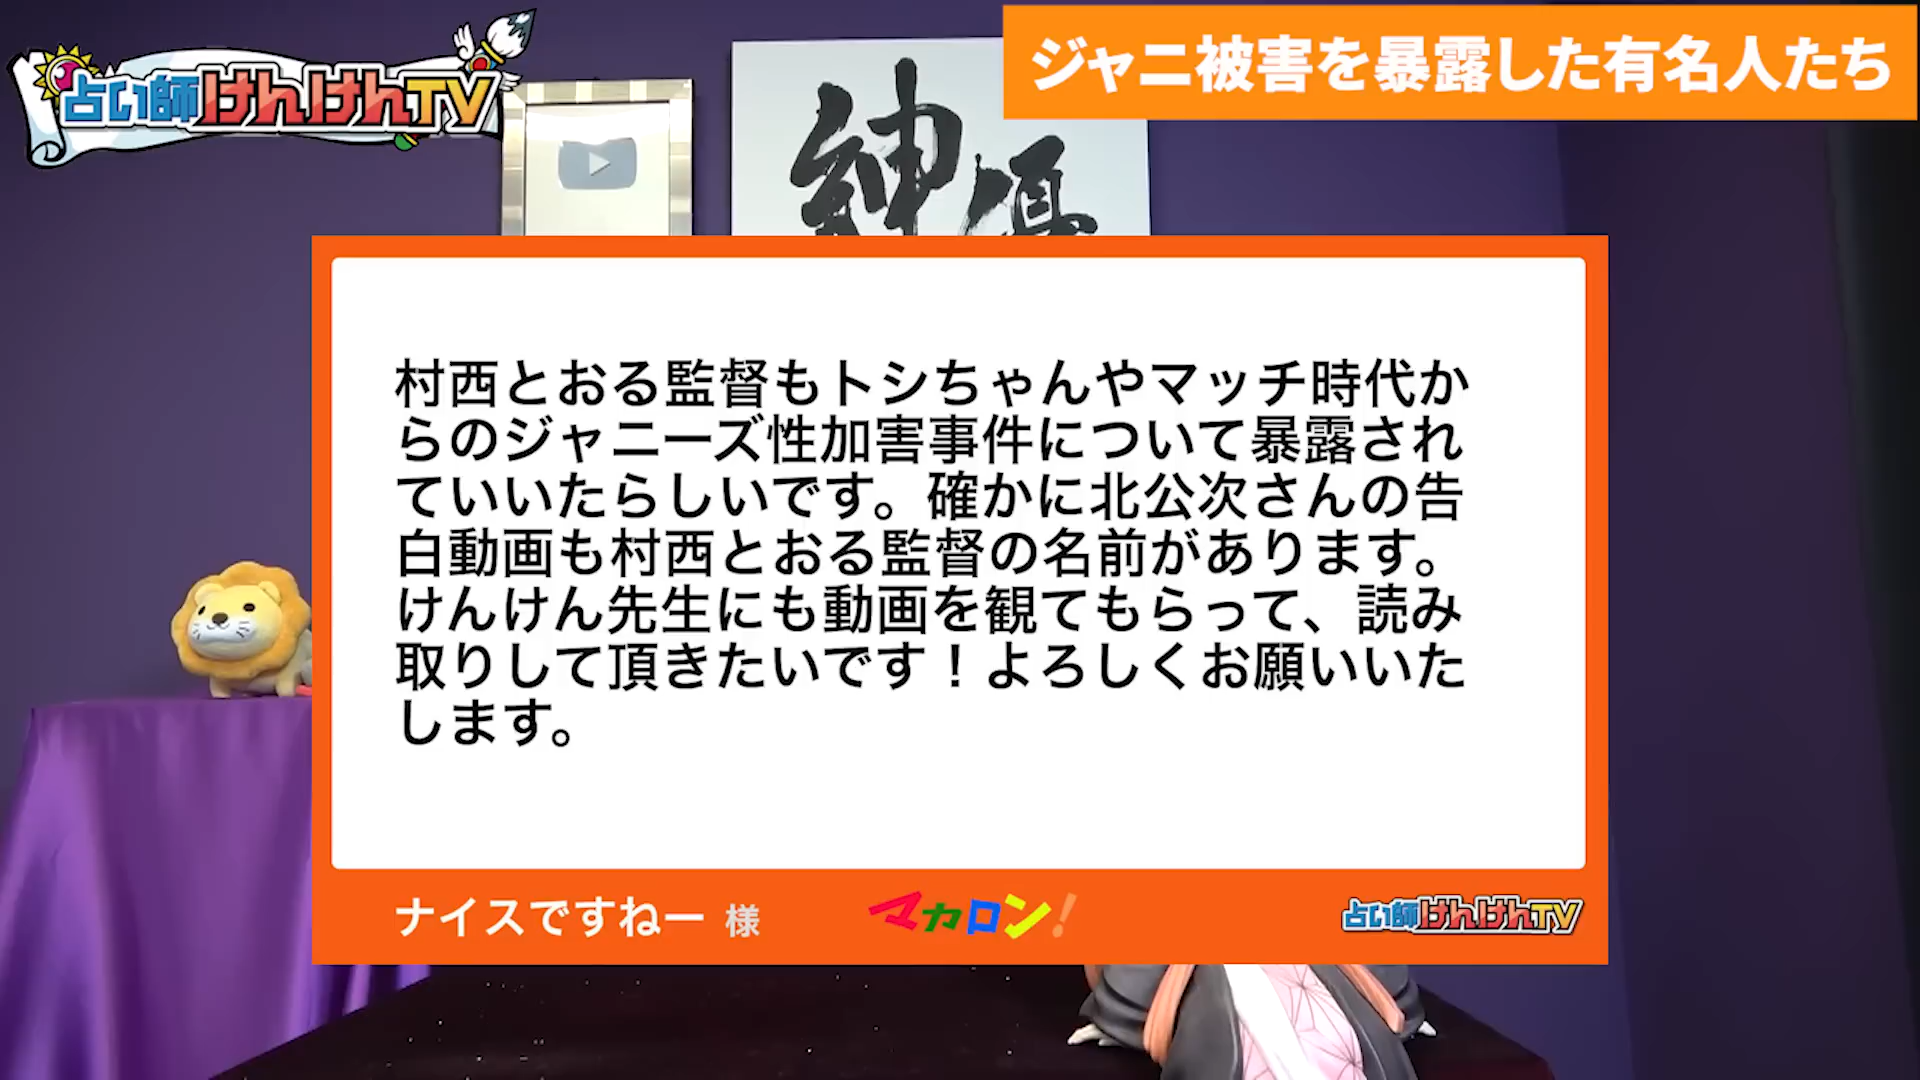 占い師けんけんTV
ジャニ被害を暴露した有名人たち
村西とおる監督もトシちゃんやマッチ時代か
らのジャニーズ性加害事件について暴露され
ていいたらしいです。確かに北公次さんの告
白動画も村西とおる監督の名前があります。
けんけん先生にも動画を観てもらって、読み
取りして頂きたいです！よろしくお願いいた
します。
ナイスですねー 様
マカロン！
占い師けんけんTV